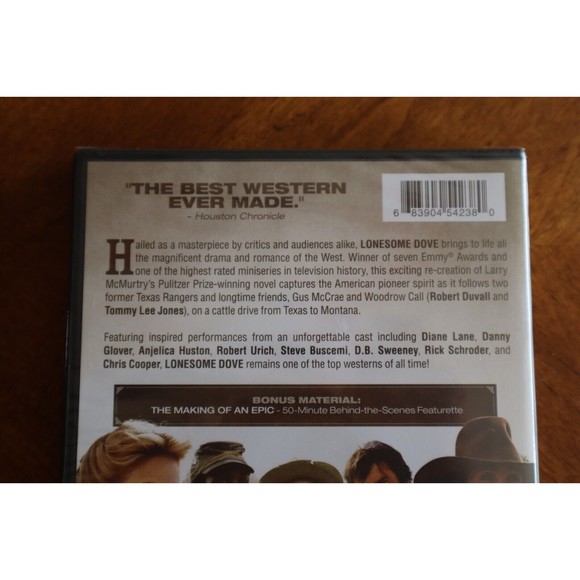 "THE BEST WESTERN
EVER MADE."
- Houston Chronicle
6 83904 54238 0
Hailed as a masterpiece by critics and audiences alike, LONESOME DOVE brings to life all
the magnificent drama and romance of the West. Winner of seven Emmy® Awards and
one of the highest rated miniseries in television history, this exciting re-creation of Larry
McMurtry's Pulitzer Prize-winning novel captures the American pioneer spirit as it follows two
former Texas Rangers and longtime friends, Gus McCrae and Woodrow Call (Robert Duvall and
Tommy Lee Jones), on a cattle drive from Texas to Montana.
Featuring inspired performances from an unforgettable cast including Diane Lane, Danny
Glover, Anjelica Huston, Robert Urich, Steve Buscemi, D.B. Sweeney, Rick Schroder, and
Chris Cooper, LONESOME DOVE remains one of the top westerns of all time!
BONUS MATERIAL:
THE MAKING OF AN EPIC - 50-Minute Behind-the-Scenes Featurette